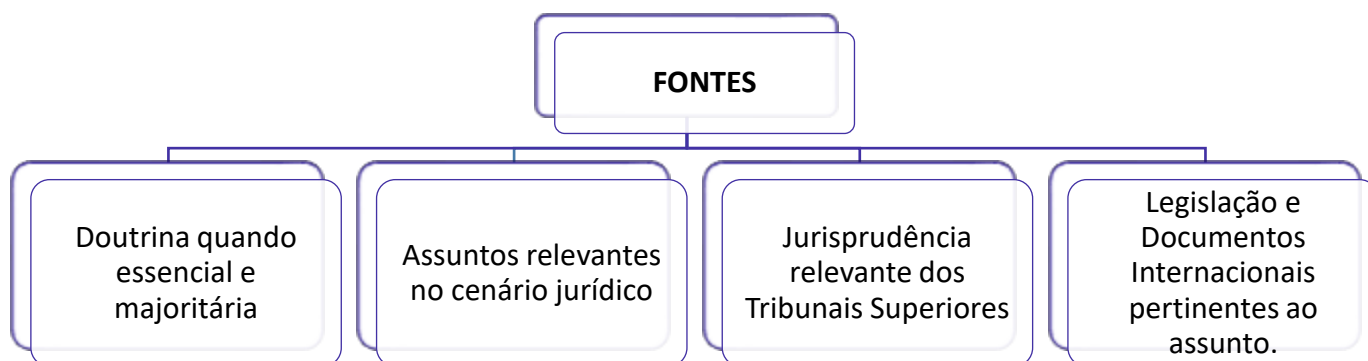 FONTES
Doutrina quando
essencial e
majoritária
Assuntos relevantes
no cenário jurídico
Jurisprudência
relevante dos
Tribunais Superiores
Legislação e
Documentos
Internacionais
pertinentes ao
assunto.